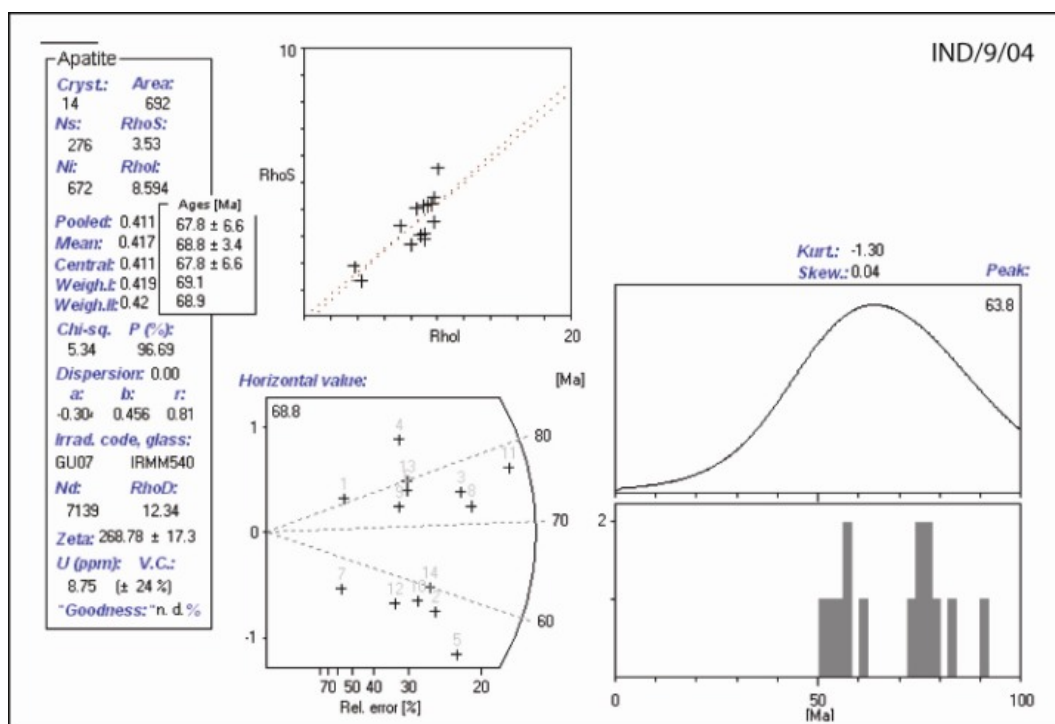 IND/9/04
Apatite
Cryst.: Area:
14 692
Ns: RhoS:
276 3.53
Ni: RhoI:
672 8.594
Ages [Ma]
Pooled: 0.411 67.8 ± 6.6
Mean: 0.417 68.8 ± 3.4
Central: 0.411 67.8 ± 6.6
Weigh.I: 0.419 69.1
Weigh.II: 0.42 68.9
Chi-sq. P (%):
5.34 96.69
Dispersion: 0.00
a: b: r:
-0.304 0.456 0.81
Irrad. code, glass:
GU07 IRMM540
Nd: RhoD:
7139 12.34
Zeta: 268.78 ± 17.3
U (ppm): V.C.:
8.75 (± 24 %)
"Goodness:" n. d. %
10
RhoS
RhoI 20
Horizontal value: [Ma]
68.8
1
0
-1
4
13
11
1
9
3
8
7
12
10
14
2
5
80
70
60
70 50 40 30 20
Rel. error [%]
Kurt.: -1.30
Skew.: 0.04
Peak:
63.8
2
0 50 100
[Ma]